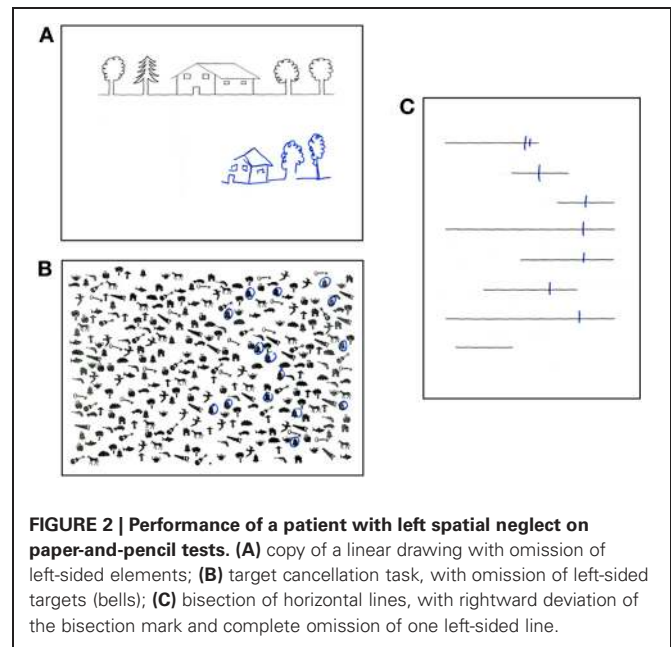 A
C
B
FIGURE 2 | Performance of a patient with left spatial neglect on
paper-and-pencil tests. (A) copy of a linear drawing with omission of
left-sided elements; (B) target cancellation task, with omission of left-sided
targets (bells); (C) bisection of horizontal lines, with rightward deviation of
the bisection mark and complete omission of one left-sided line.